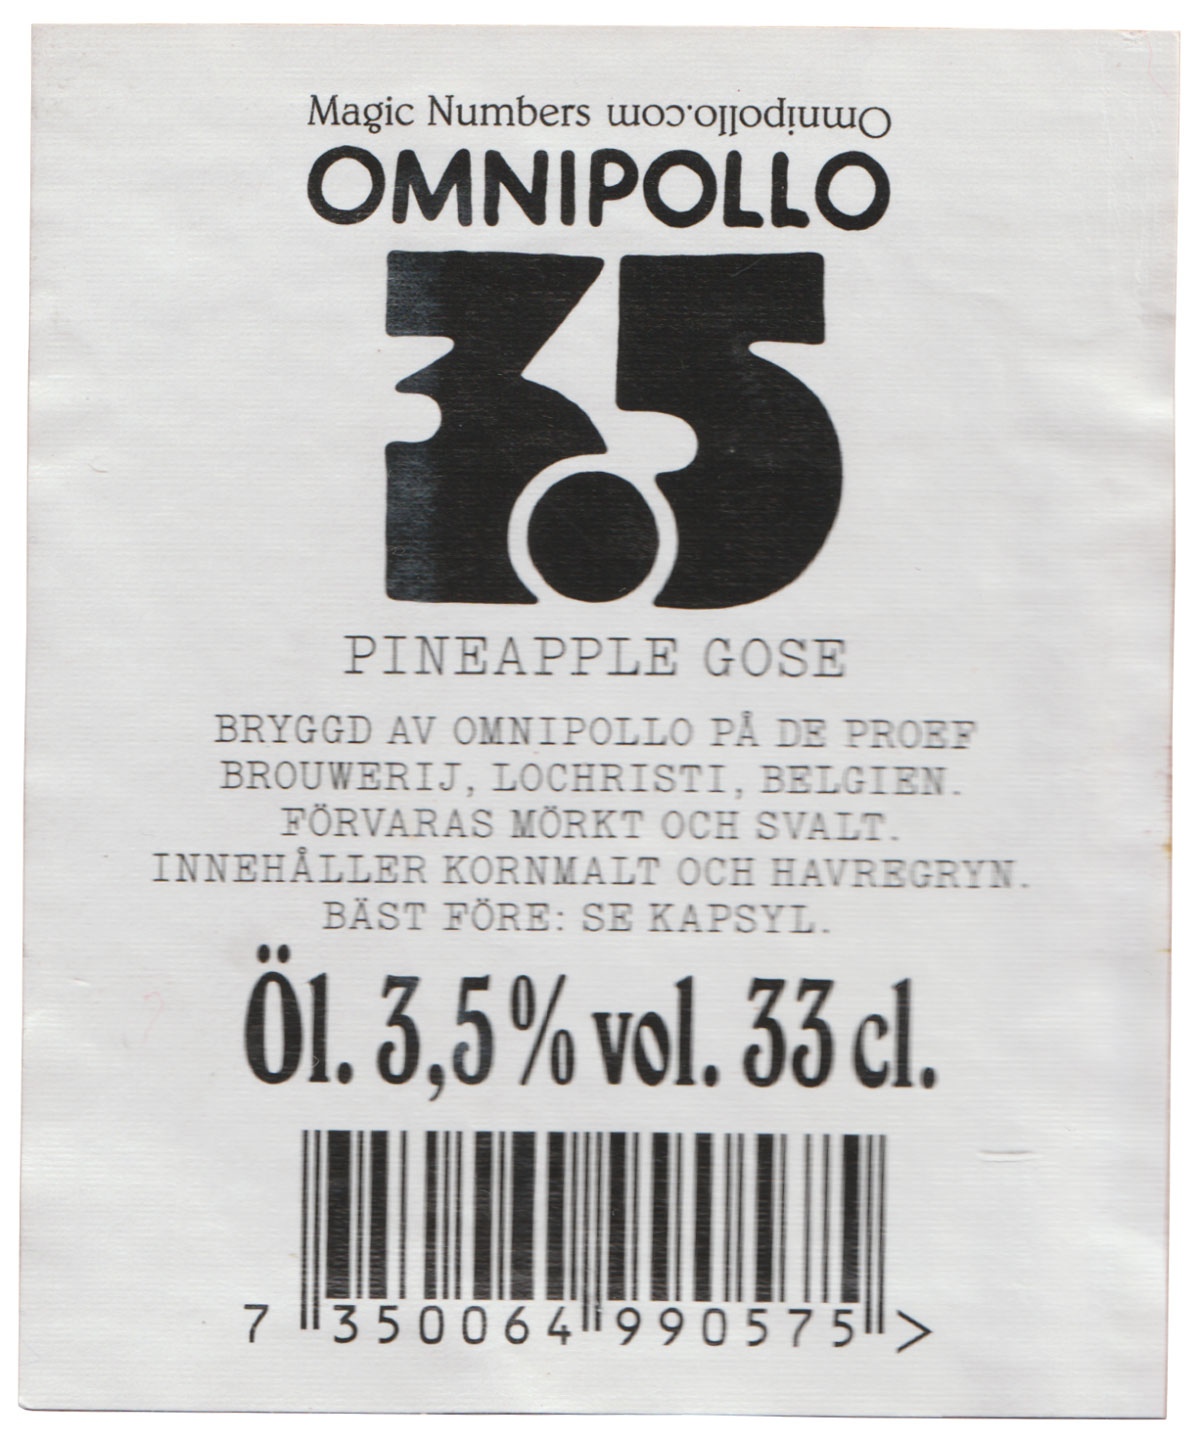 Magic Numbers Omnipollo.com
OMNIPOLLO
3.5
PINEAPPLE GOSE
BRYGGD AV OMNIPOLLO PÅ DE PROEF
BROUWERIJ, LOCHRISTI, BELGIEN.
FÖRVARAS MÖRKT OCH SVALT.
INNEHÅLLER KORNMALT OCH HAVREGRYN.
BÄST FÖRE: SE KAPSYL.
Öl. 3,5% vol. 33 cl.
7 350064 990575 >